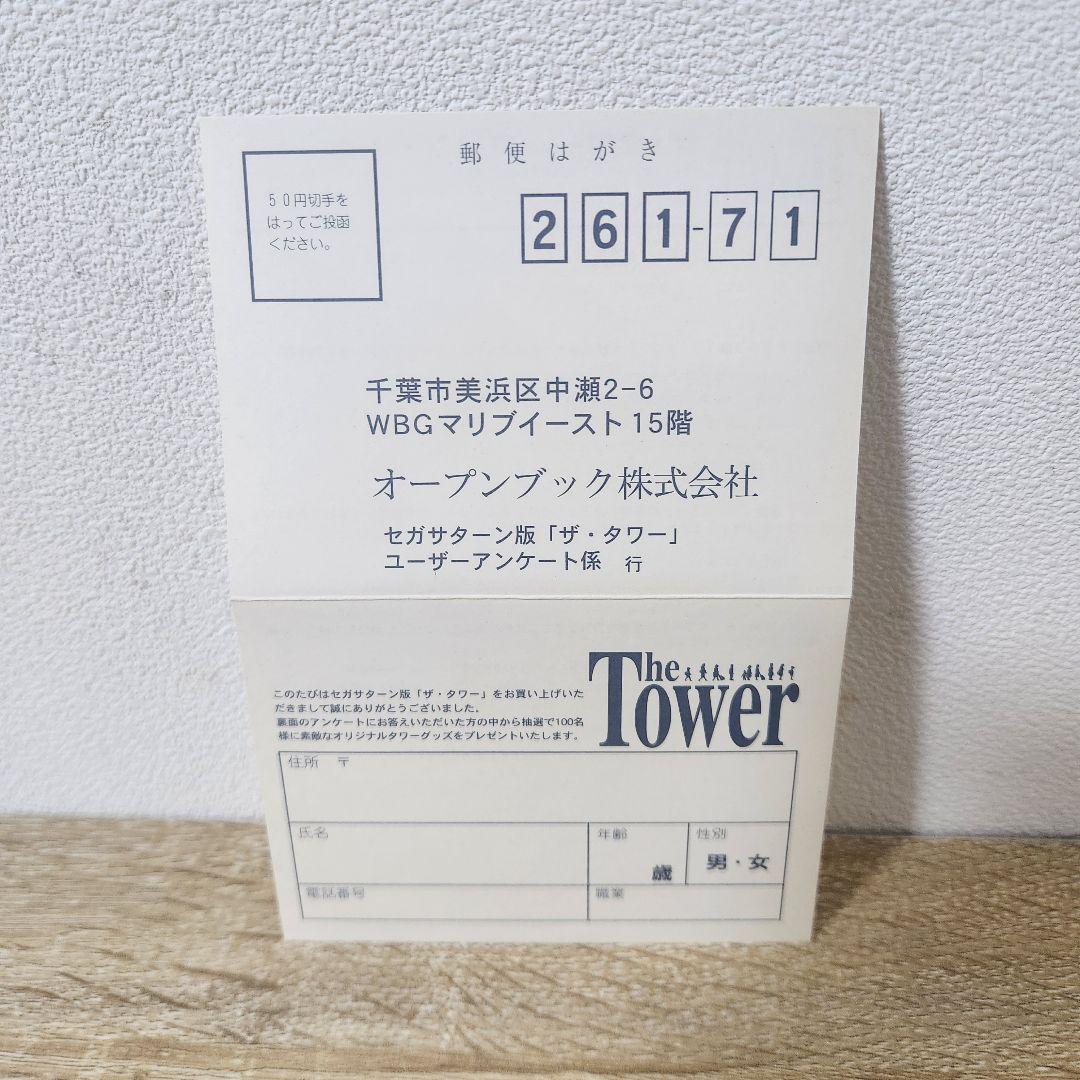 郵便はがき
50円切手を
はってご投函
ください。
261-71
千葉市美浜区中瀬2-6
WBGマリブイースト15階
オープンブック株式会社
セガサターン版「ザ・タワー」
ユーザーアンケート係 行
The Tower
このたびはセガサターン版「ザ・タワー」をお買い上げいた
だきまして誠にありがとうございました。
裏面のアンケートにお答えいただいた方の中から抽選で100名
様に素敵なオリジナルタワーグッズをプレゼントいたします。
住所 〒
氏名
年齢
歳
性別
男・女
電話番号
職業